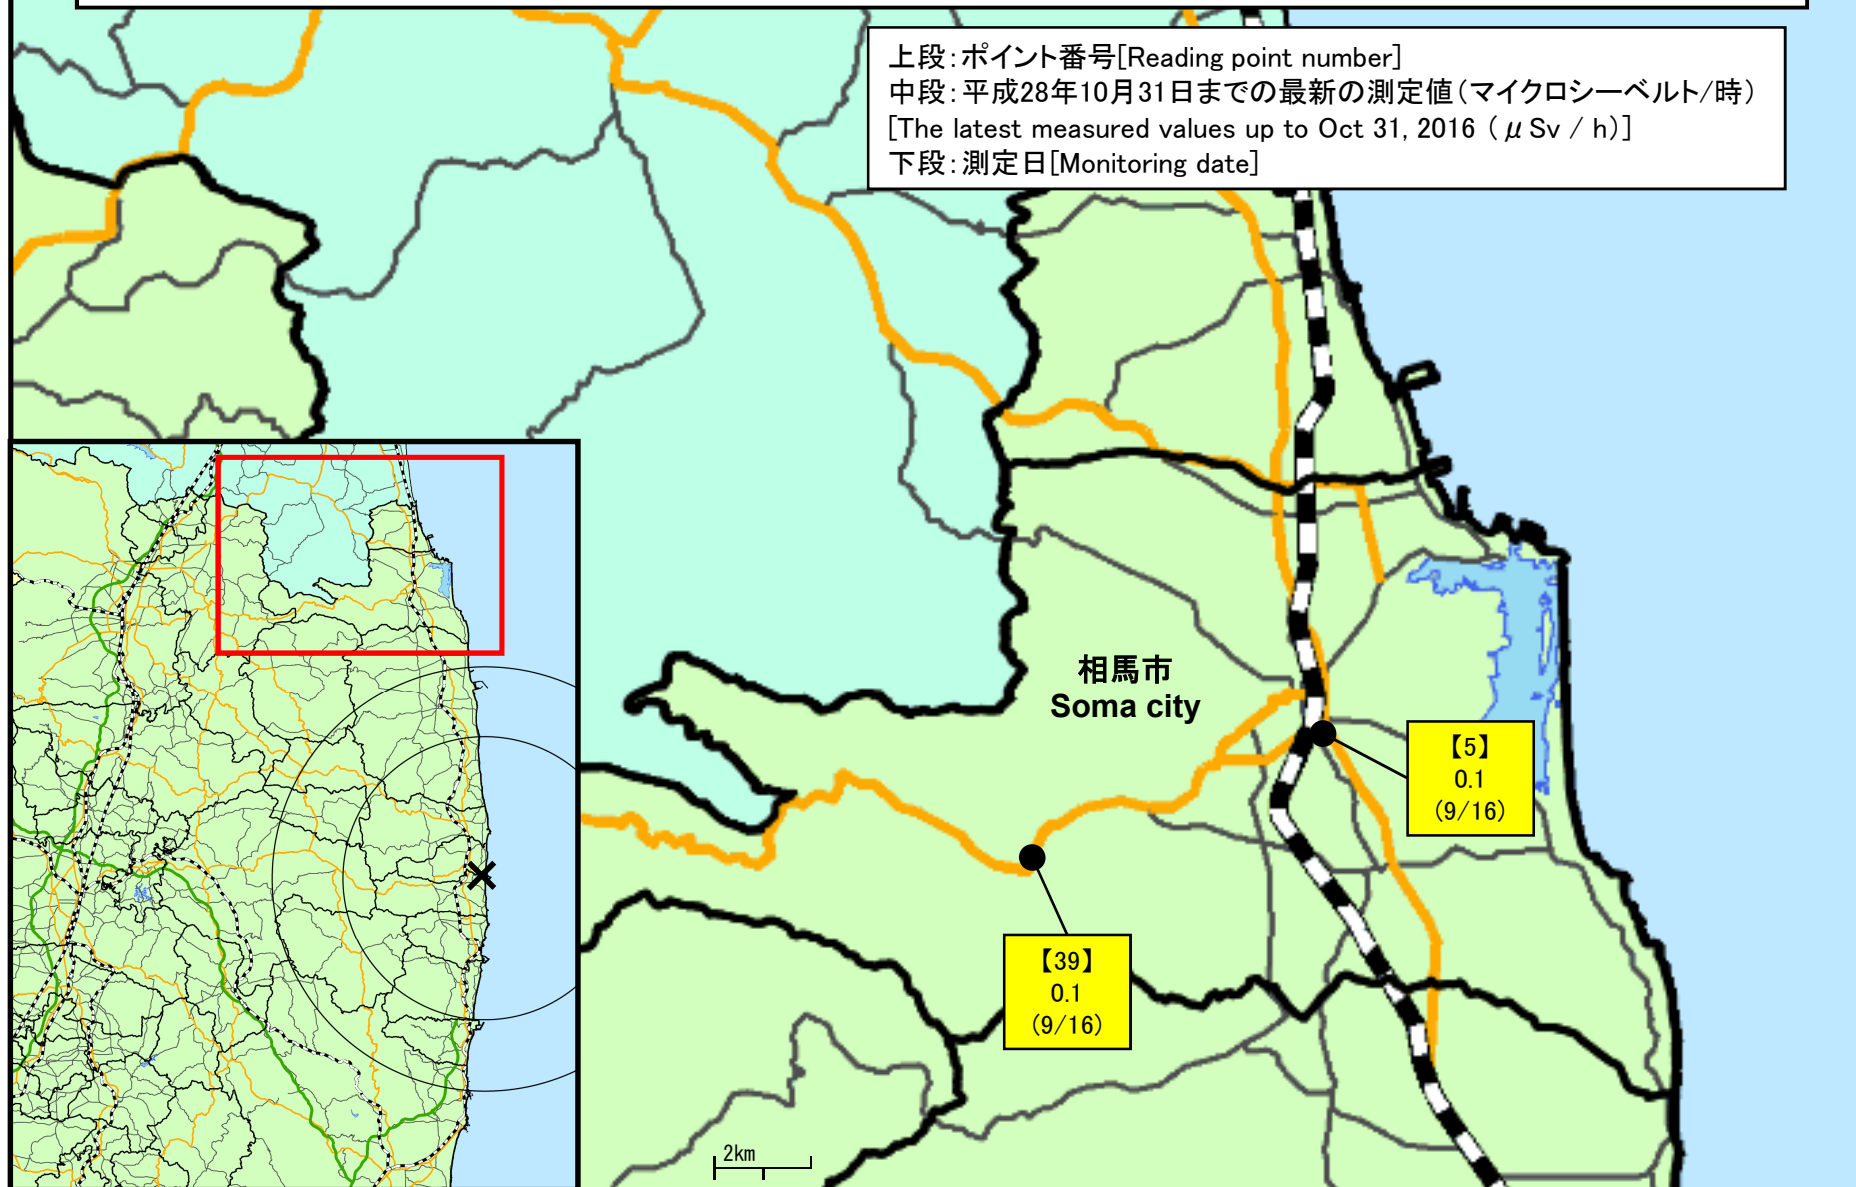 上段：ポイント番号[Reading point number]
中段：平成28年10月31日までの最新の測定値（マイクロシーベルト/時）
[The latest measured values up to Oct 31, 2016（μSv / h）]
下段：測定日[Monitoring date]
相馬市
Soma city
【5】
0.1
(9/16)
【39】
0.1
(9/16)
2km